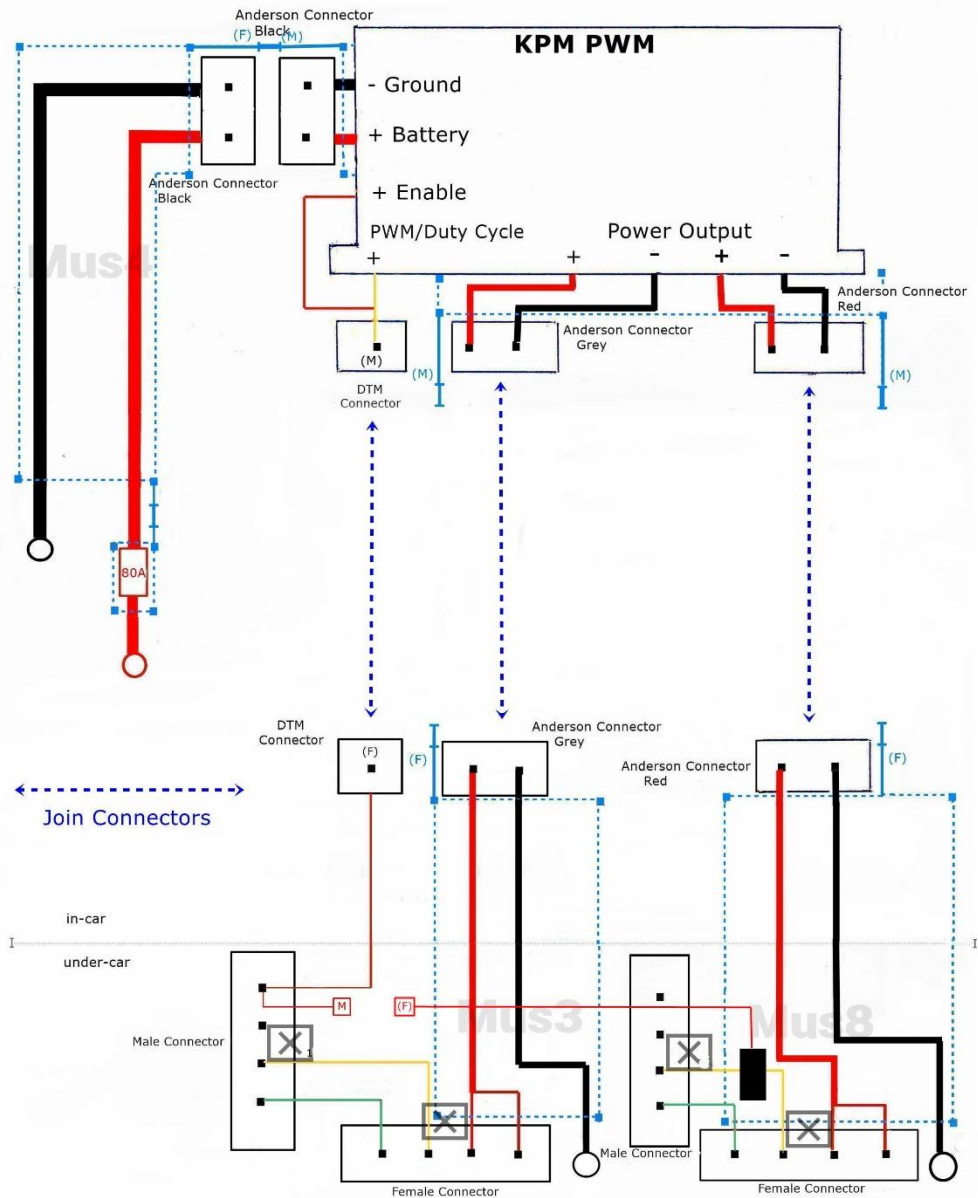 Anderson Connector
Black
(F)
(M)
KPM PWM
- Ground
+ Battery
Anderson Connector
Black
+ Enable
PWM/Duty Cycle
Power Output
+
+
-
+
-
Mus4
Anderson Connector
Red
Anderson Connector
Grey
(M)
(M)
(M)
DTM
Connector
80A
DTM
Connector
(F)
(F)
Anderson Connector
Grey
Anderson Connector
Red
(F)
Join Connectors
in-car
I
I
under-car
M
(F)
Mus3
Mus8
Male Connector
1
Male Connector
Female Connector
Female Connector